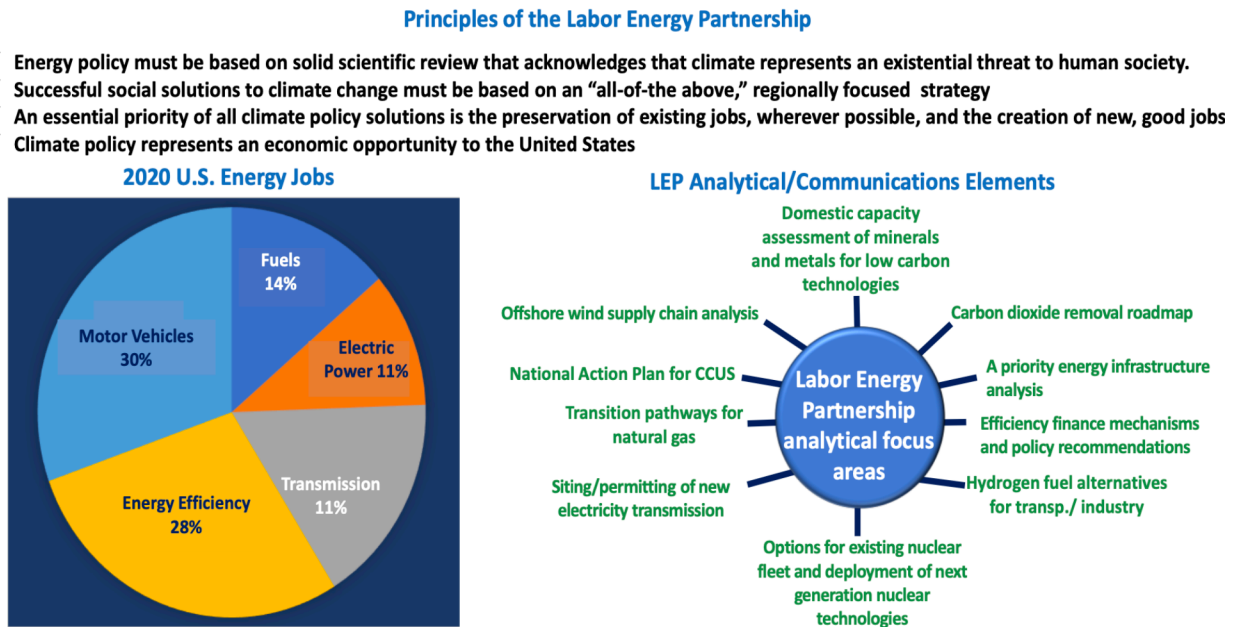 Principles of the Labor Energy Partnership
Energy policy must be based on solid scientific review that acknowledges that climate represents an existential threat to human society.
Successful social solutions to climate change must be based on an “all-of-the above,” regionally focused strategy
An essential priority of all climate policy solutions is the preservation of existing jobs, wherever possible, and the creation of new, good jobs
Climate policy represents an economic opportunity to the United States
2020 U.S. Energy Jobs
Fuels
14%
Electric
Power 11%
Transmission
11%
Energy Efficiency
28%
Motor Vehicles
30%
LEP Analytical/Communications Elements
Domestic capacity
assessment of minerals
and metals for low carbon
technologies
Carbon dioxide removal roadmap
A priority energy infrastructure
analysis
Efficiency finance mechanisms
and policy recommendations
Hydrogen fuel alternatives
for transp./ industry
Options for existing nuclear
fleet and deployment of next
generation nuclear
technologies
Siting/permitting of new
electricity transmission
Transition pathways for
natural gas
National Action Plan for CCUS
Offshore wind supply chain analysis
Labor Energy
Partnership
analytical focus
areas